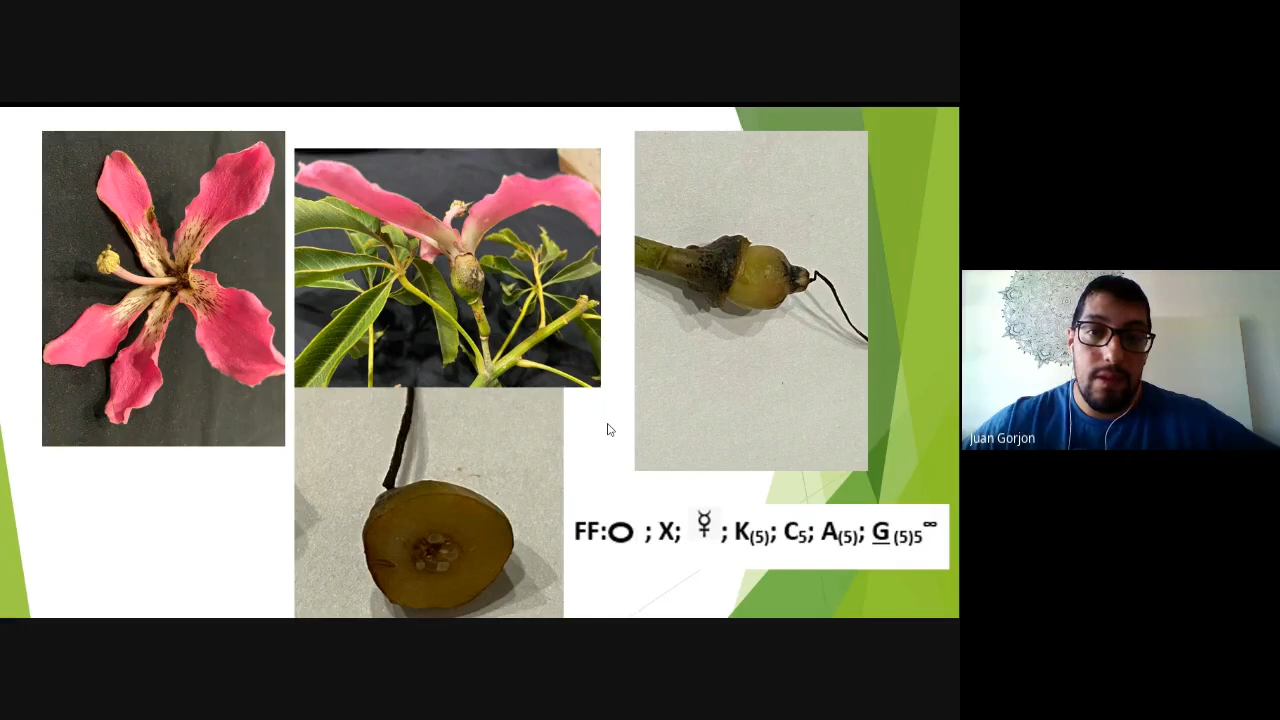 FF:O ; X; ☿ ; K(5); C5; A(5); G (5)5∞
Juan Gorjon